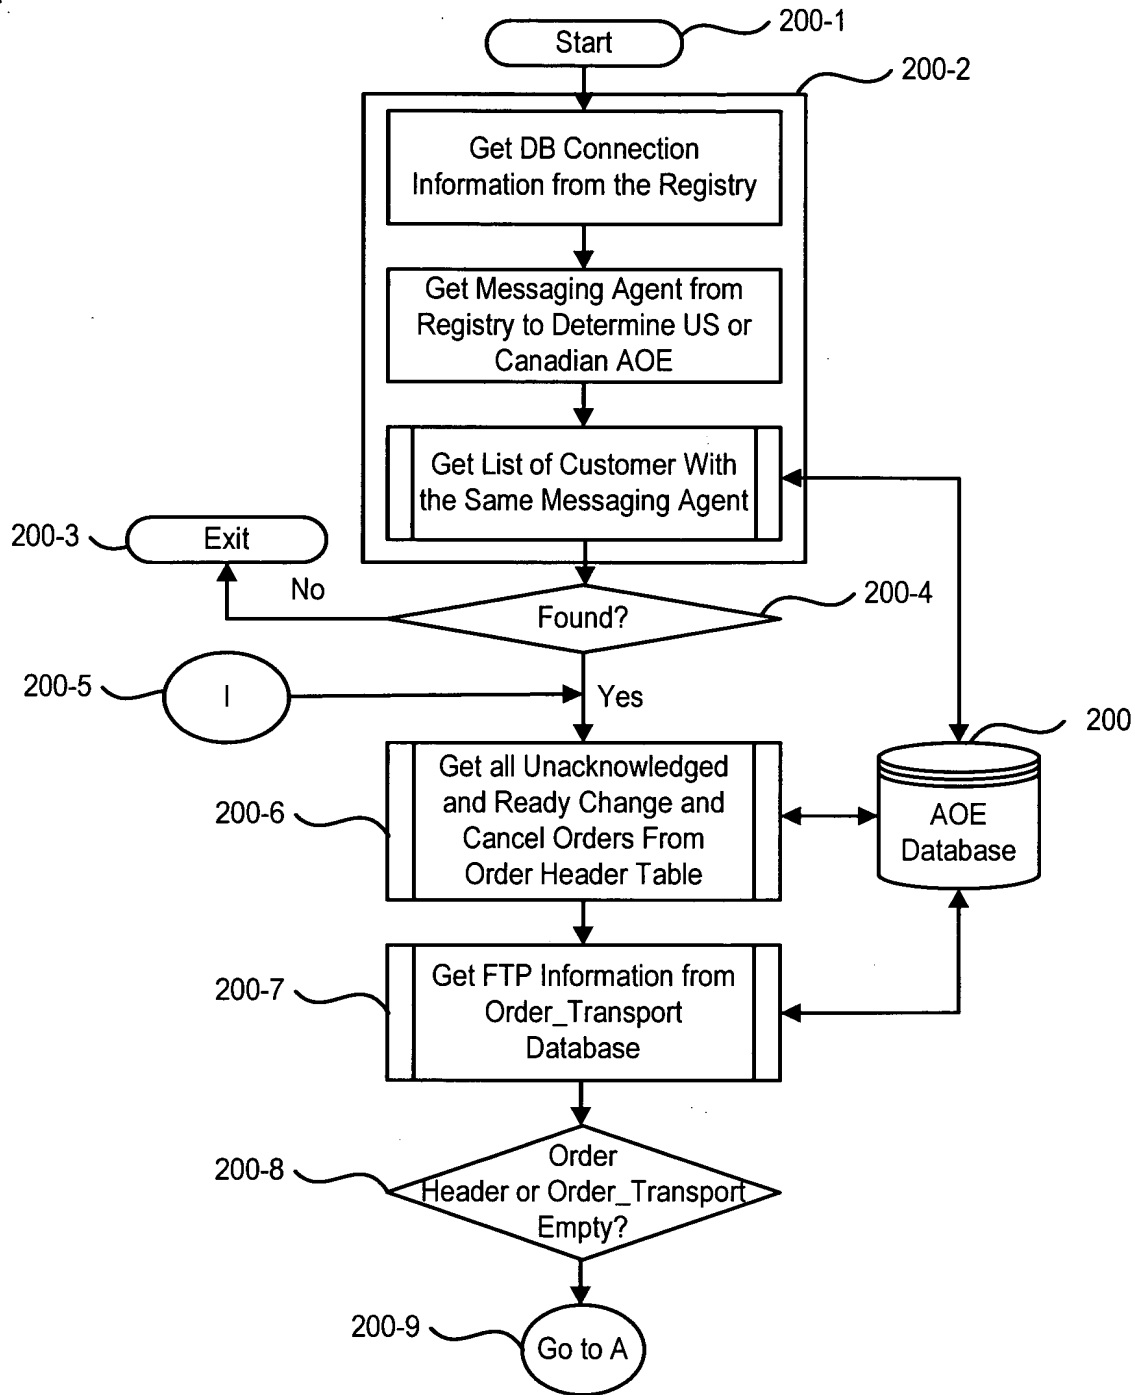 Start
200-1
200-2
Get DB Connection
Information from the Registry
Get Messaging Agent from
Registry to Determine US or
Canadian AOE
Get List of Customer With
the Same Messaging Agent
200-3
Exit
No
Found?
200-4
200-5
I
Yes
200
Get all Unacknowledged
and Ready Change and
Cancel Orders From
Order Header Table
200-6
AOE
Database
200-7
Get FTP Information from
Order_Transport
Database
200-8
Order
Header or Order_Transport
Empty?
200-9
Go to A